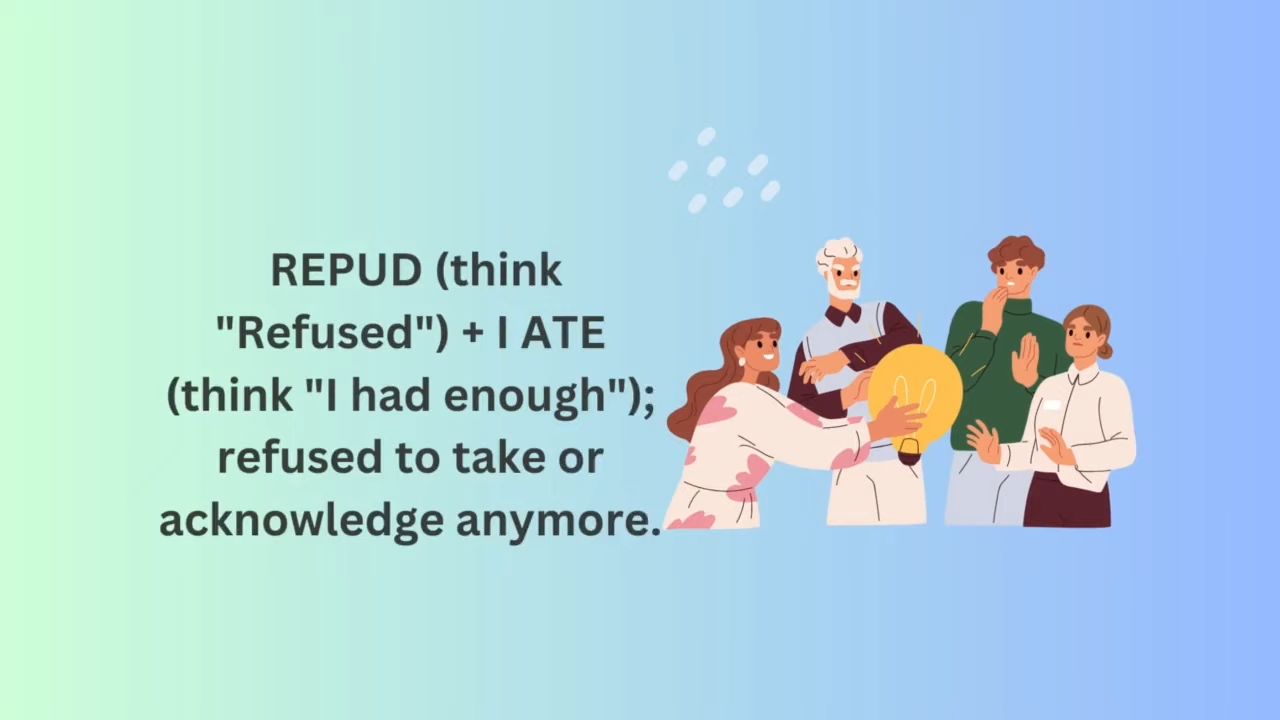 REPUD (think
"Refused") + I ATE
(think "I had enough");
refused to take or
acknowledge anymore.